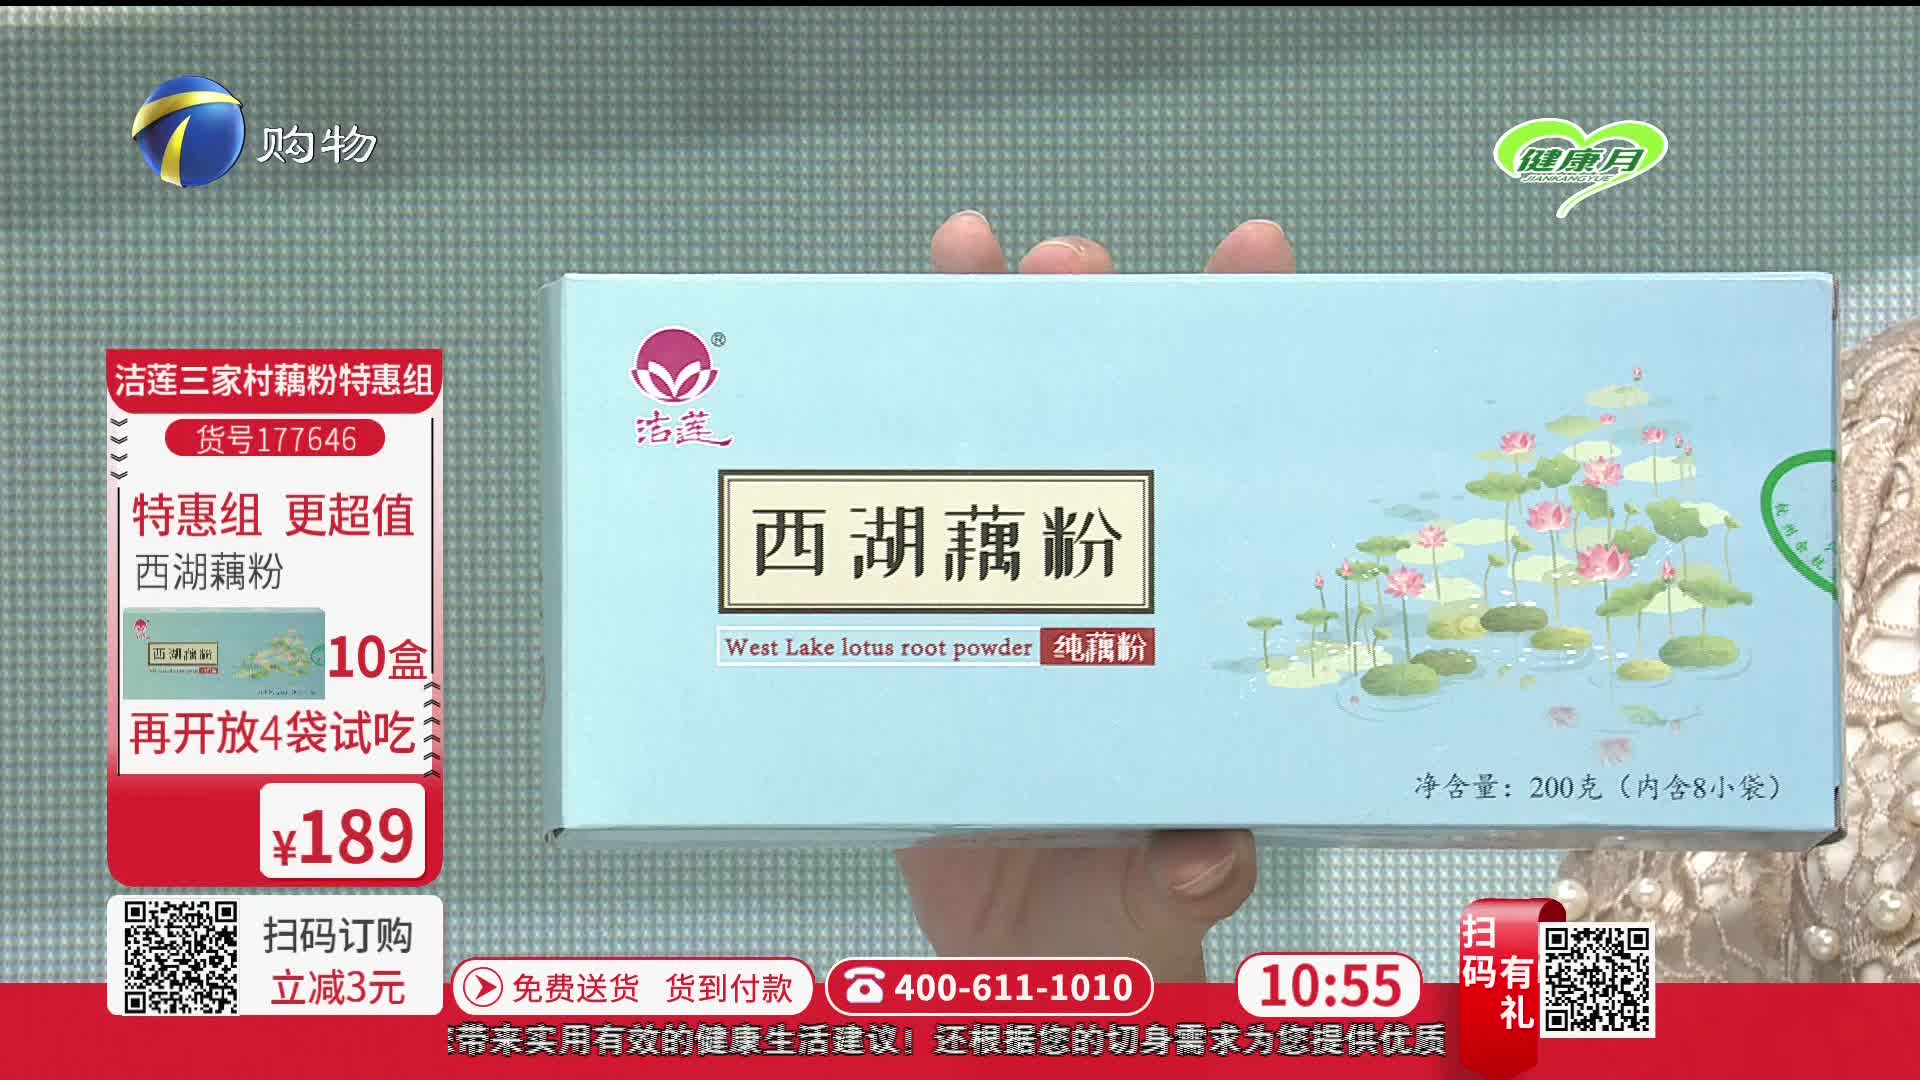 购物
健康月
JIANKANGYUE
洁莲三家村藕粉特惠组
货号177646
特惠组 更超值
西湖藕粉
10盒
再开放4袋试吃
¥189
扫码订购
立减3元
洁莲®
西湖藕粉
West Lake lotus root powder 纯藕粉
净含量：200克（内含8小袋）
杭州余杭
免费送货 货到付款
400-611-1010
10:55
扫码有礼
带来实用有效的健康生活建议！ 还根据您的切身需求为您提供优质